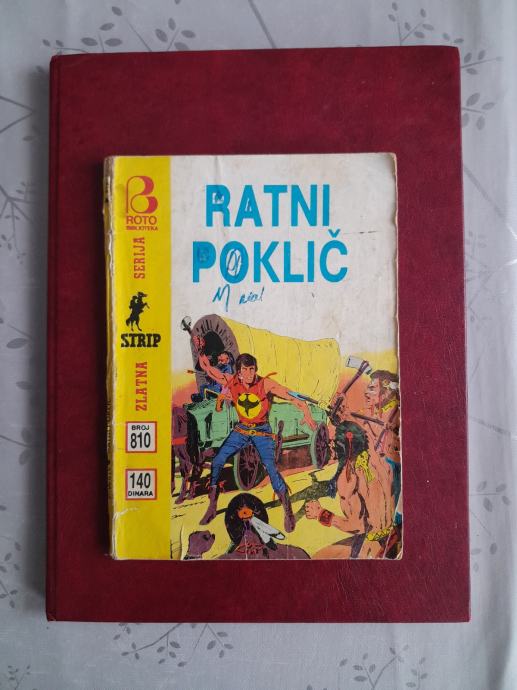 ROTO
BIBLIOTEKA
ZLATNA
STRIP
SERIJA
BROJ
810
140
DINARA
RATNI
POKLIČ